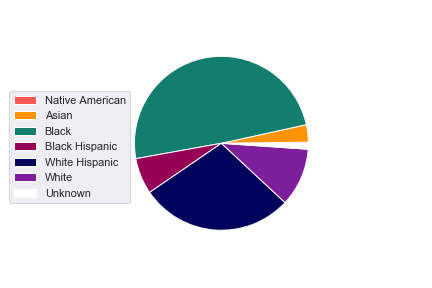 Native American
Asian
Black
Black Hispanic
White Hispanic
White
Unknown